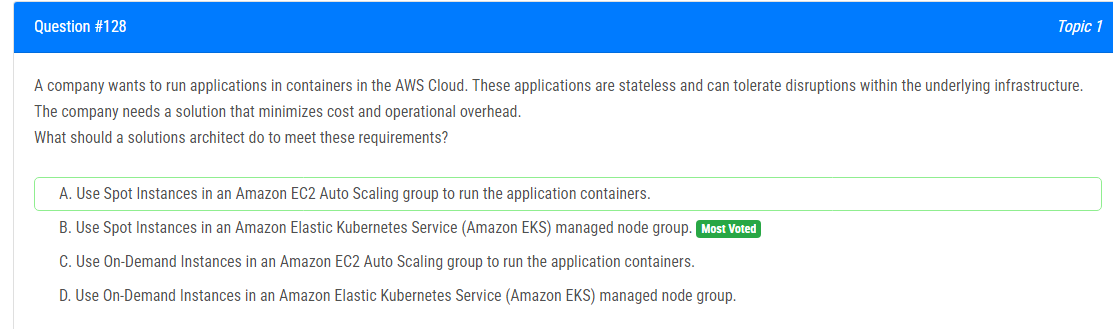 Question #128 Topic 1
A company wants to run applications in containers in the AWS Cloud. These applications are stateless and can tolerate disruptions within the underlying infrastructure.
The company needs a solution that minimizes cost and operational overhead.
What should a solutions architect do to meet these requirements?
A. Use Spot Instances in an Amazon EC2 Auto Scaling group to run the application containers.
B. Use Spot Instances in an Amazon Elastic Kubernetes Service (Amazon EKS) managed node group. Most Voted
C. Use On-Demand Instances in an Amazon EC2 Auto Scaling group to run the application containers.
D. Use On-Demand Instances in an Amazon Elastic Kubernetes Service (Amazon EKS) managed node group.